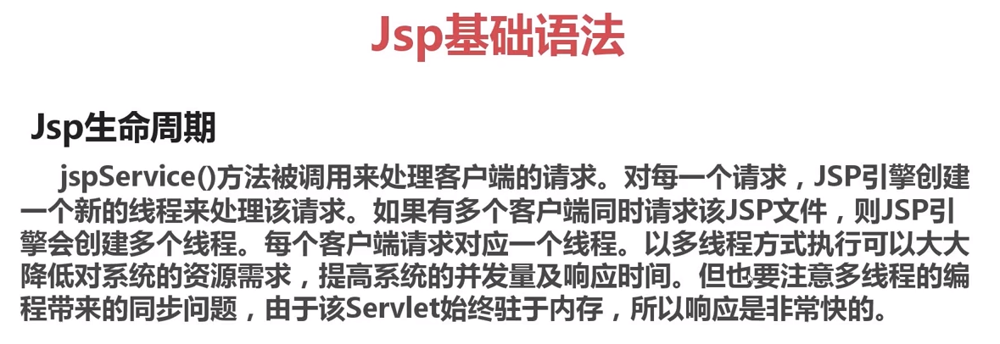 Jsp基础语法
Jsp生命周期
jspService()方法被调用来处理客户端的请求。对每一个请求，JSP引擎创建
一个新的线程来处理该请求。如果有多个客户端同时请求该JSP文件，则JSP引
擎会创建多个线程。每个客户端请求对应一个线程。以多线程方式执行可以大大
降低对系统的资源需求，提高系统的并发量及响应时间。但也要注意多线程的编
程带来的同步问题，由于该Servlet始终驻于内存，所以响应是非常快的。